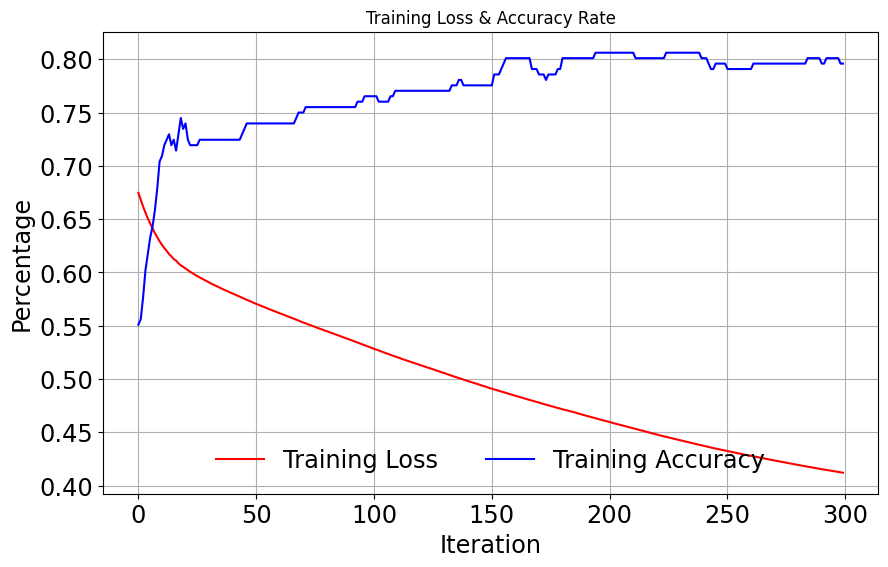 Training Loss & Accuracy Rate
0.80
0.75
0.70
0.65
0.60
0.55
0.50
0.45
0.40
Percentage
Training Loss Training Accuracy
0 50 100 150 200 250 300
Iteration